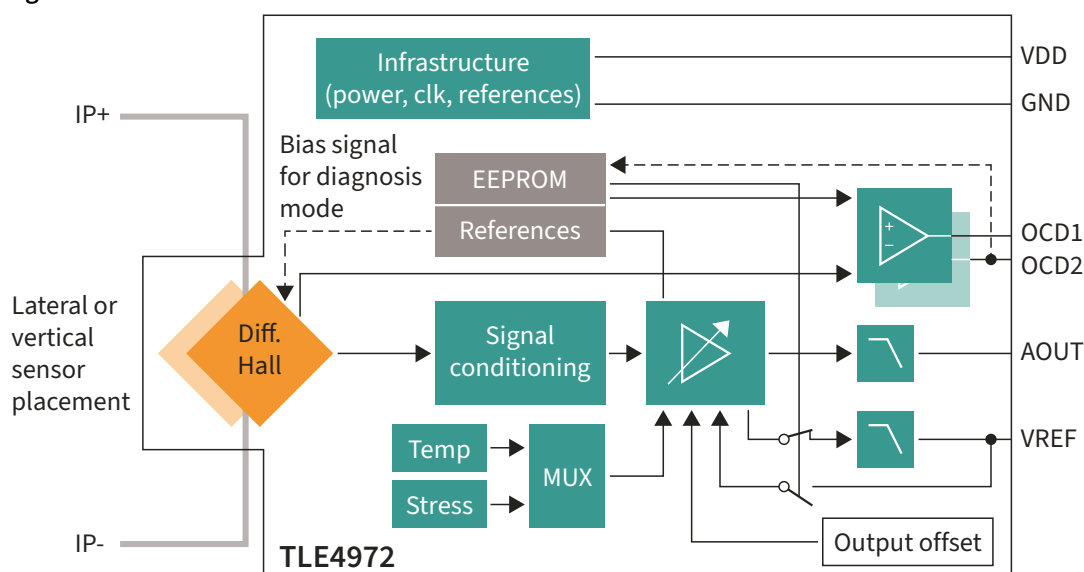 Infrastructure
(power, clk, references)
VDD
GND
IP+
Bias signal
for diagnosis
mode
EEPROM
References
+
−
OCD1
OCD2
Lateral or
vertical
sensor
placement
Diff.
Hall
Signal
conditioning
AOUT
VREF
Temp
Stress
MUX
Output offset
IP-
TLE4972